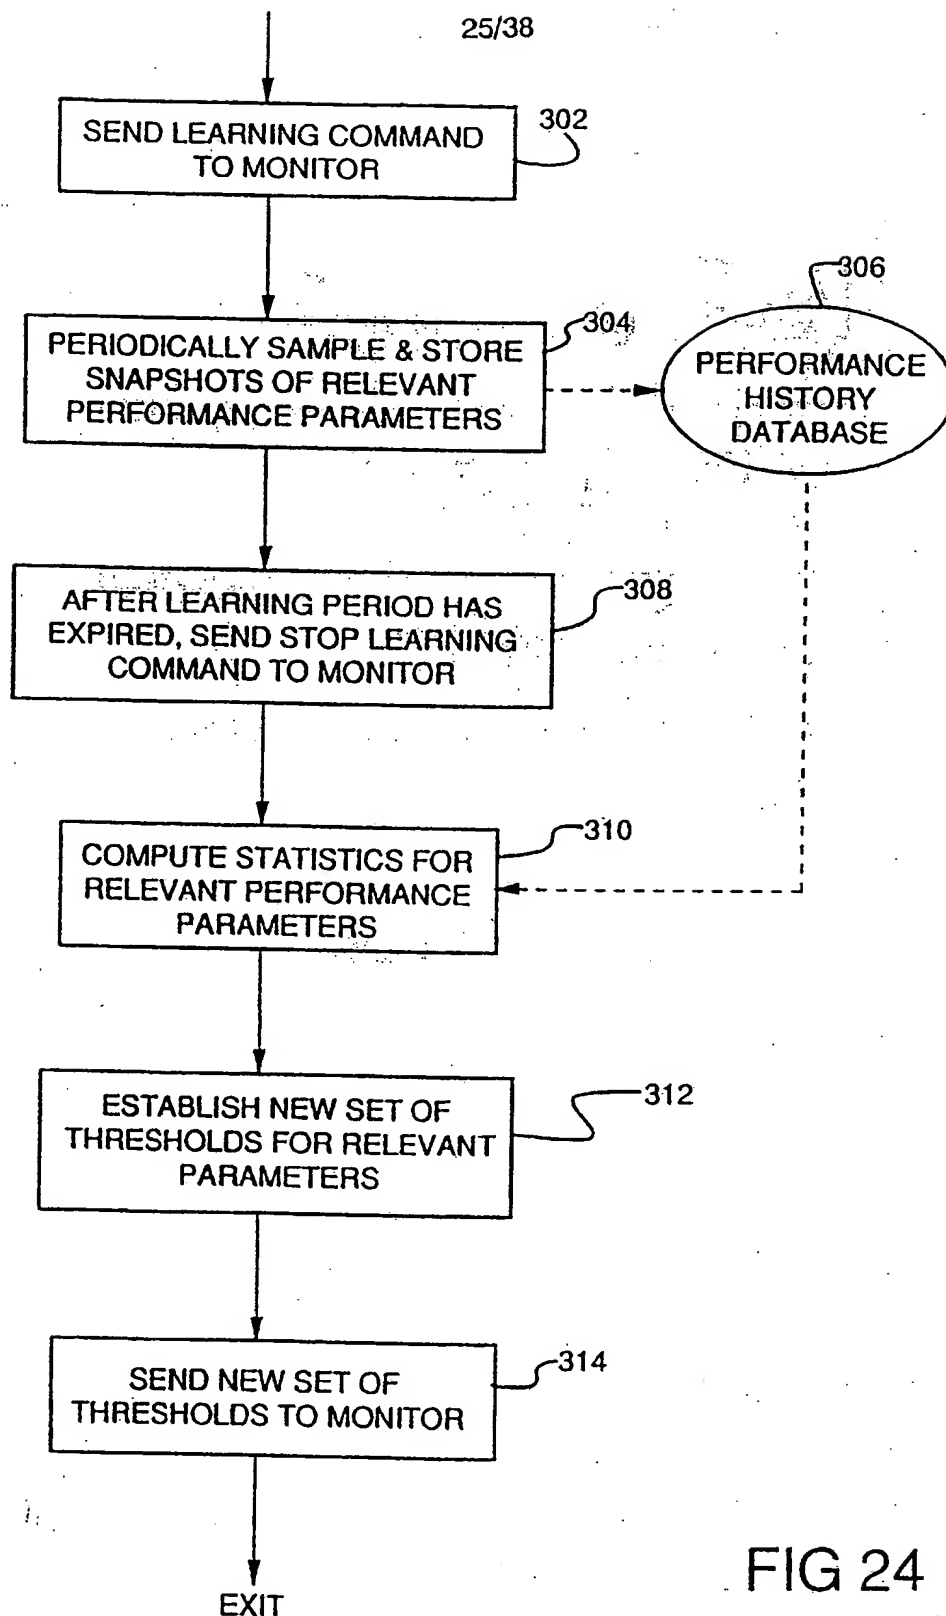 25/38
SEND LEARNING COMMAND
TO MONITOR
302
PERIODICALLY SAMPLE & STORE
SNAPSHOTS OF RELEVANT
PERFORMANCE PARAMETERS
304
306
PERFORMANCE
HISTORY
DATABASE
AFTER LEARNING PERIOD HAS
EXPIRED, SEND STOP LEARNING
COMMAND TO MONITOR
308
COMPUTE STATISTICS FOR
RELEVANT PERFORMANCE
PARAMETERS
310
ESTABLISH NEW SET OF
THRESHOLDS FOR RELEVANT
PARAMETERS
312
SEND NEW SET OF
THRESHOLDS TO MONITOR
314
EXIT
FIG 24